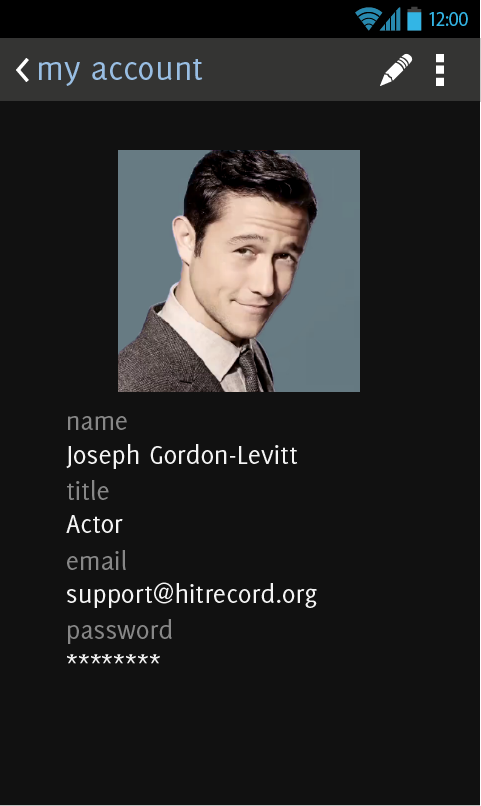 12:00
my account
name
Joseph Gordon-Levitt
title
Actor
email
support@hitrecord.org
password
********